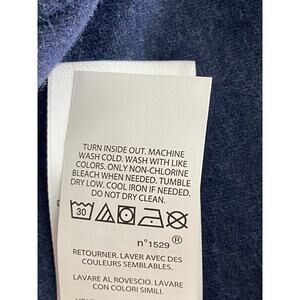 TURN INSIDE OUT. MACHINE
WASH COLD. WASH WITH LIKE
COLORS. ONLY NON-CHLORINE
BLEACH WHEN NEEDED. TUMBLE
DRY LOW. COOL IRON IF NEEDED.
DO NOT DRY CLEAN.
30
n°1529 ®
RETOURNER. LAVER AVEC DES
COULEURS SEMBLABLES.
LAVARE AL ROVESCIO. LAVARE
CON COLORI SIMILI.